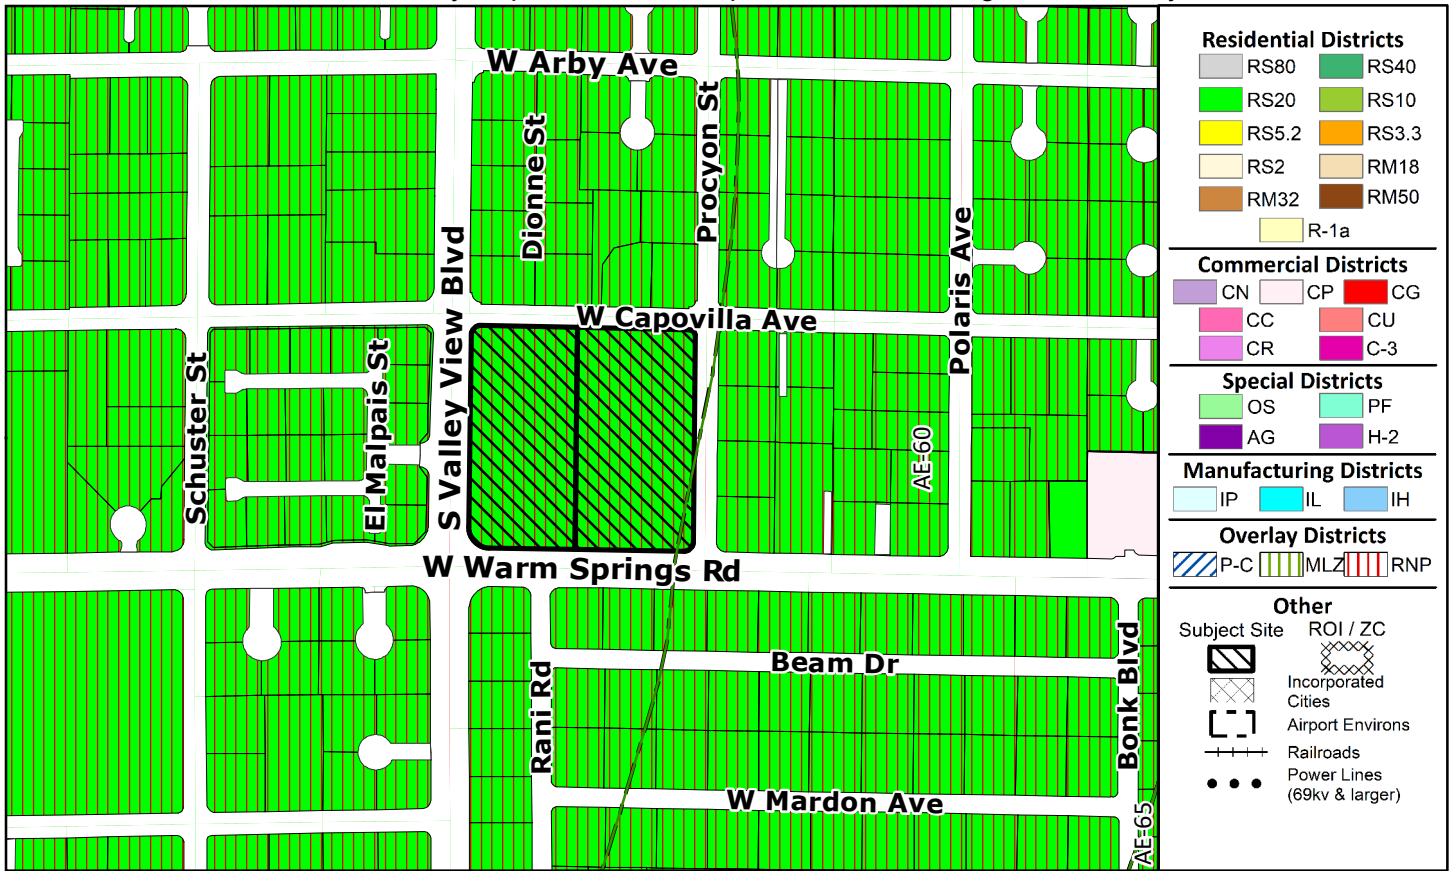 W Arby Ave
Dionne St
Procyon St
S Valley View Blvd
W Capovilla Ave
Polaris Ave
Schuster St
El Malpais St
AE-60
W Warm Springs Rd
Beam Dr
Rani Rd
Bonk Blvd
W Mardon Ave
AE-65
Residential Districts
RS80 RS40
RS20 RS10
RS5.2 RS3.3
RS2 RM18
RM32 RM50
R-1a
Commercial Districts
CN CP CG
CC CU
CR C-3
Special Districts
OS PF
AG H-2
Manufacturing Districts
IP IL IH
Overlay Districts
P-C MLZ RNP
Other
Subject Site ROI / ZC
Incorporated
Cities
Airport Environs
Railroads
Power Lines
(69kv & larger)